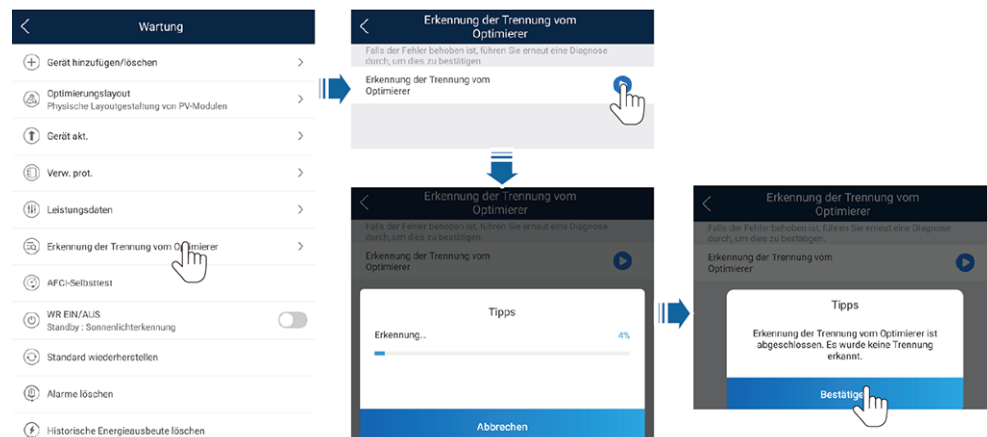 Wartung
Gerät hinzufügen/löschen
Optimierungslayout
Physische Layoutgestaltung von PV-Modulen
Gerät akt.
Verw. prot.
Leistungsdaten
Erkennung der Trennung vom Optimierer
AFCI-Selbsttest
WR EIN/AUS
Standby : Sonnenlichterkennung
Standard wiederherstellen
Alarme löschen
Historische Energieausbeute löschen
Erkennung der Trennung vom
Optimierer
Falls der Fehler behoben ist, führen Sie erneut eine Diagnose
durch, um dies zu bestätigen.
Erkennung der Trennung vom
Optimierer
Erkennung der Trennung vom
Optimierer
Falls der Fehler behoben ist, führen Sie erneut eine Diagnose
durch, um dies zu bestätigen.
Erkennung der Trennung vom
Optimierer
Tipps
Erkennung... 4%
Abbrechen
Erkennung der Trennung vom
Optimierer
Falls der Fehler behoben ist, führen Sie erneut eine Diagnose
durch, um dies zu bestätigen.
Erkennung der Trennung vom
Optimierer
Tipps
Erkennung der Trennung vom Optimierer ist
abgeschlossen. Es wurde keine Trennung
erkannt.
Bestätige